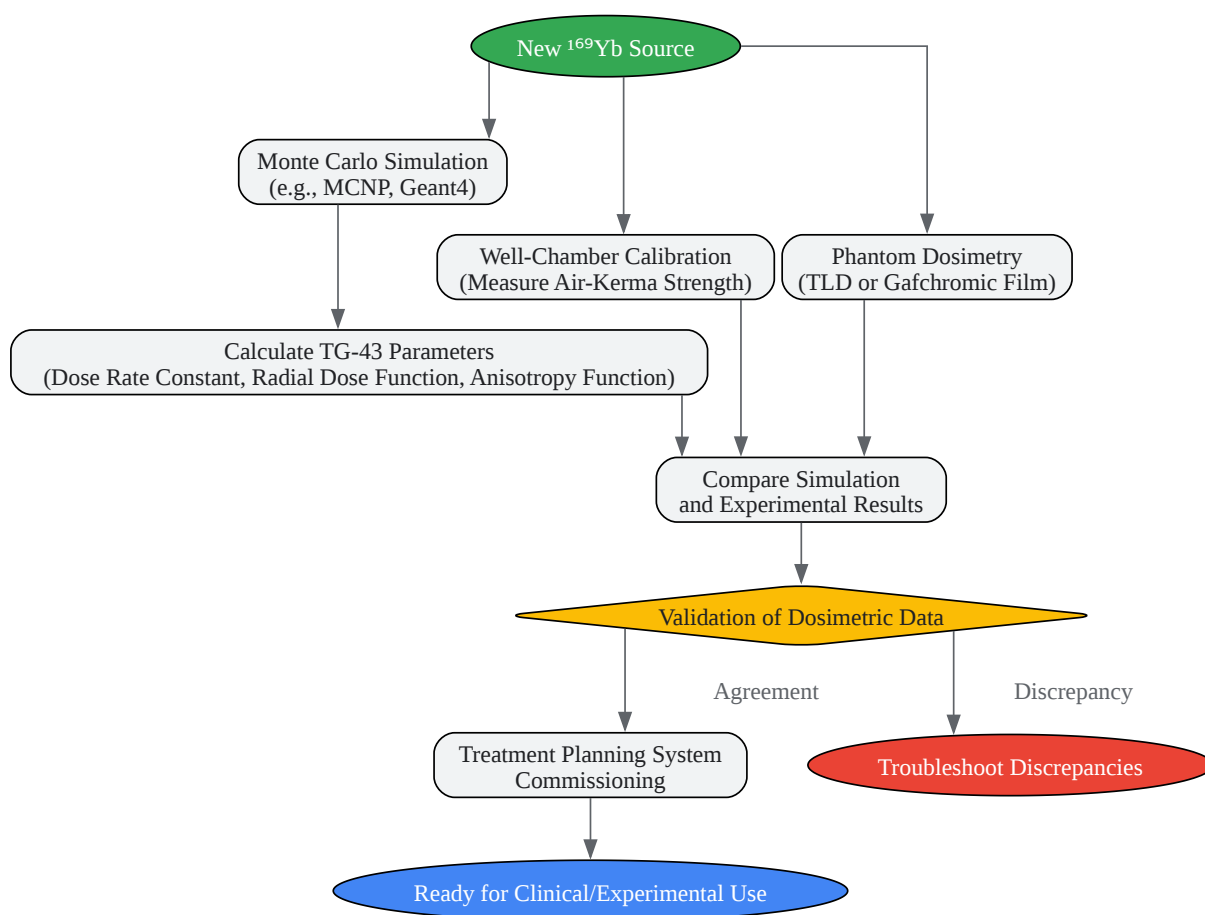 New ¹⁶⁹Yb Source
Monte Carlo Simulation
(e.g., MCNP, Geant4)
Well-Chamber Calibration
(Measure Air-Kerma Strength)
Phantom Dosimetry
(TLD or Gafchromic Film)
Calculate TG-43 Parameters
(Dose Rate Constant, Radial Dose Function, Anisotropy Function)
Compare Simulation
and Experimental Results
Validation of Dosimetric Data
Agreement
Discrepancy
Treatment Planning System
Commissioning
Troubleshoot Discrepancies
Ready for Clinical/Experimental Use